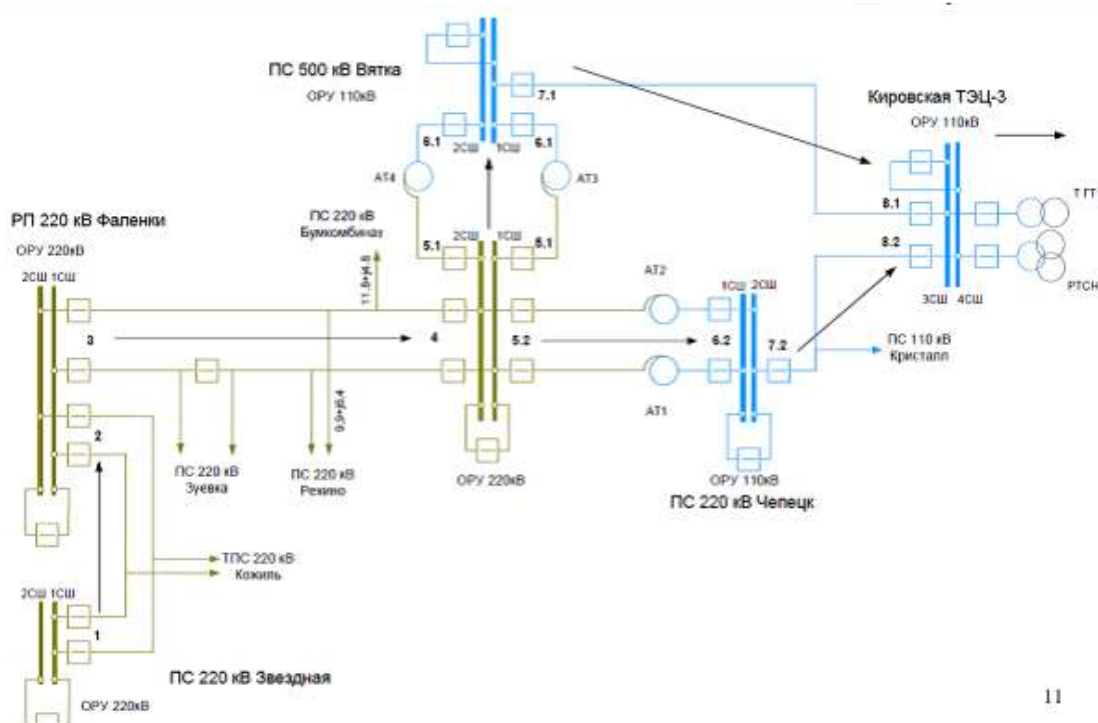 ПС 500 кВ Вятка
ОРУ 110кВ
7.1
Кировская ТЭЦ-3
ОРУ 110кВ
6.1
2СШ
1СШ
6.1
АТ4
АТ3
8.1
Т ГТ
РП 220 кВ Фаленки
ОРУ 220кВ
2СШ 1СШ
ПС 220 кВ
Бумкомбинат
2СШ
1СШ
5.1
8.2
РТСН
АТ2
1СШ
2СШ
3СШ
4СШ
3
4
5.2
6.2
7.2
ПС 110 кВ
Кристалл
АТ1
2
ПС 220 кВ
Зуевка
ПС 220 кВ
ОРУ 220кВ
ОРУ 110кВ
ПС 220 кВ Чепецк
ТПС 220 кВ
Кожиль
2СШ 1СШ
1
ПС 220 кВ Звездная
ОРУ 220кВ
11